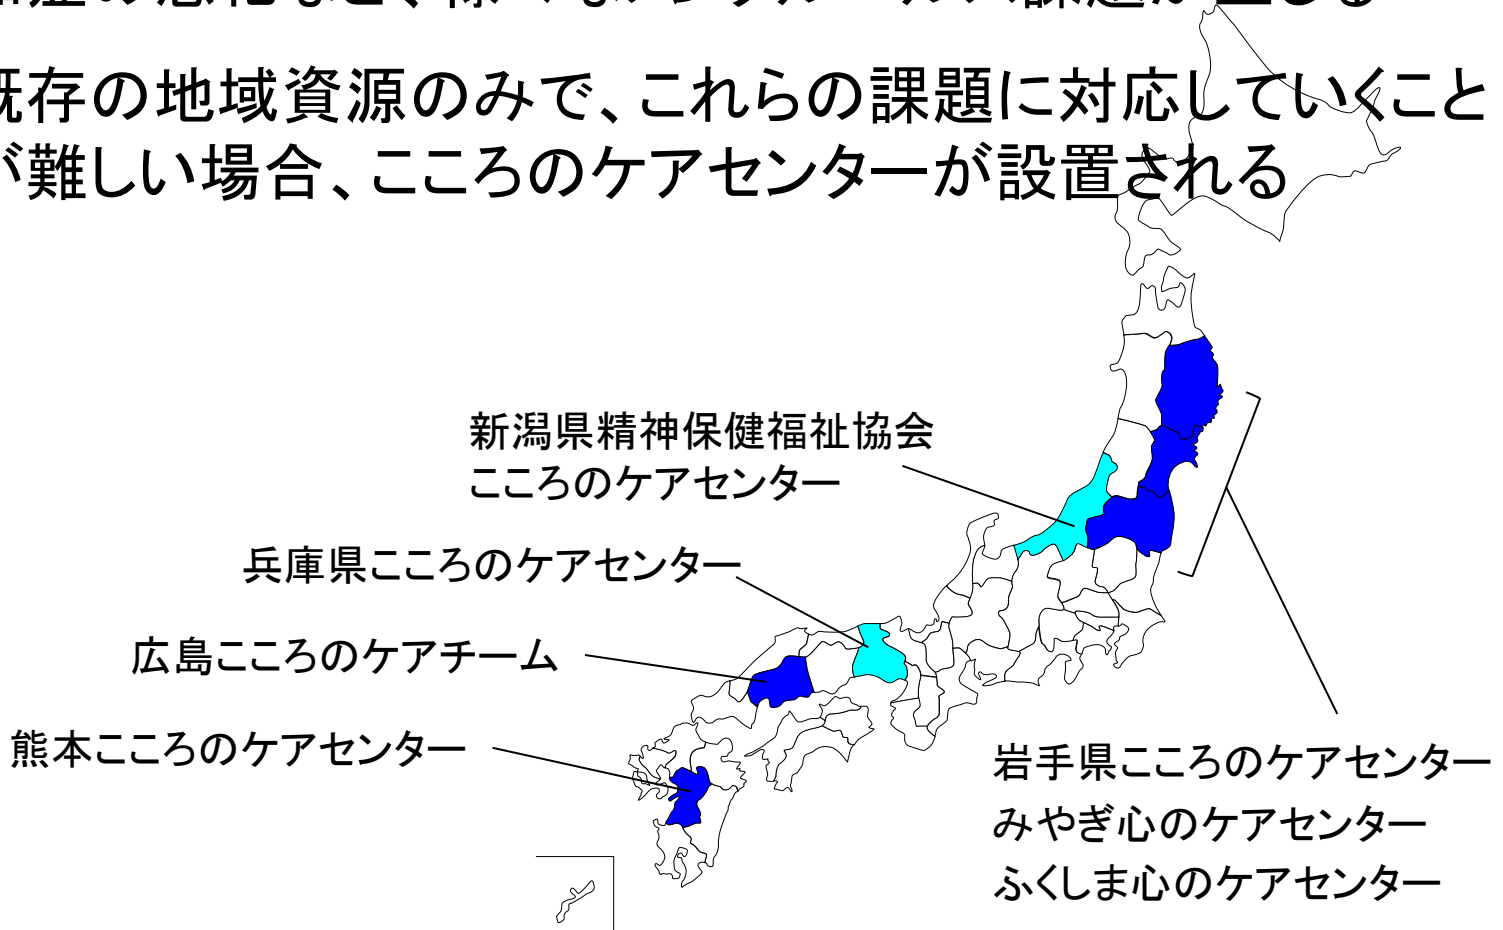 既存の地域資源のみで、これらの課題に対応していくこと
が難しい場合、こころのケアセンターが設置される
新潟県精神保健福祉協会
こころのケアセンター
兵庫県こころのケアセンター
広島こころのケアチーム
熊本こころのケアセンター
岩手県こころのケアセンター
みやぎ心のケアセンター
ふくしま心のケアセンター